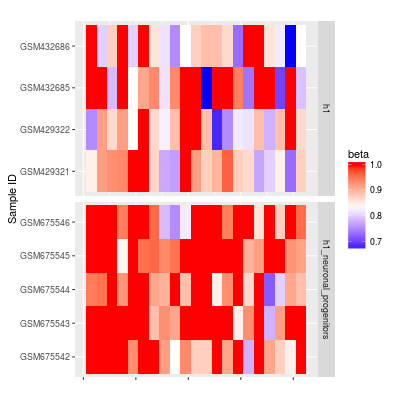 GSM432686
GSM432685
GSM429322
GSM429321
h1
GSM675546
GSM675545
GSM675544
GSM675543
GSM675542
h1_neuronal_progenitors
Sample ID
beta
1.0
0.9
0.8
0.7